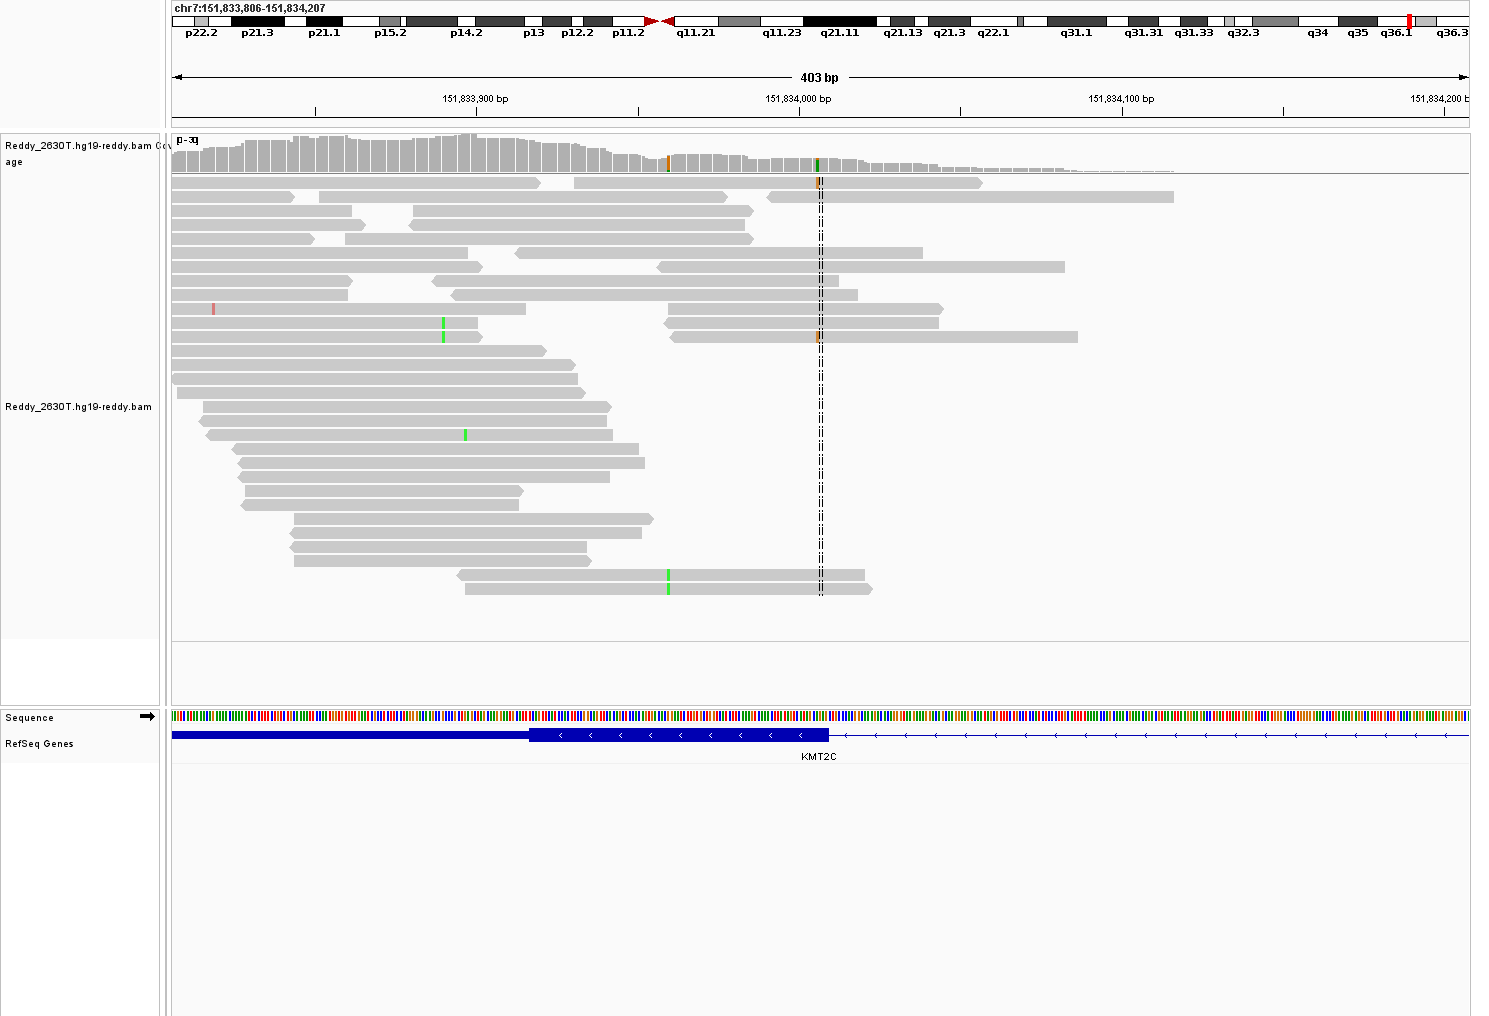 chr7:151,833,806-151,834,207
p22.2 p21.3 p21.1 p15.2 p14.2 p13 p12.2 p11.2 q11.21 q11.23 q21.11 q21.13 q21.3 q22.1 q31.1 q31.31 q31.33 q32.3 q34 q35 q36.1 q36.3
403 bp
151,833,900 bp 151,834,000 bp 151,834,100 bp 151,834,200 b
Reddy_2630T.hg19-reddy.bam Cov
age
[0 - 30]
Reddy_2630T.hg19-reddy.bam
Sequence
RefSeq Genes
KMT2C